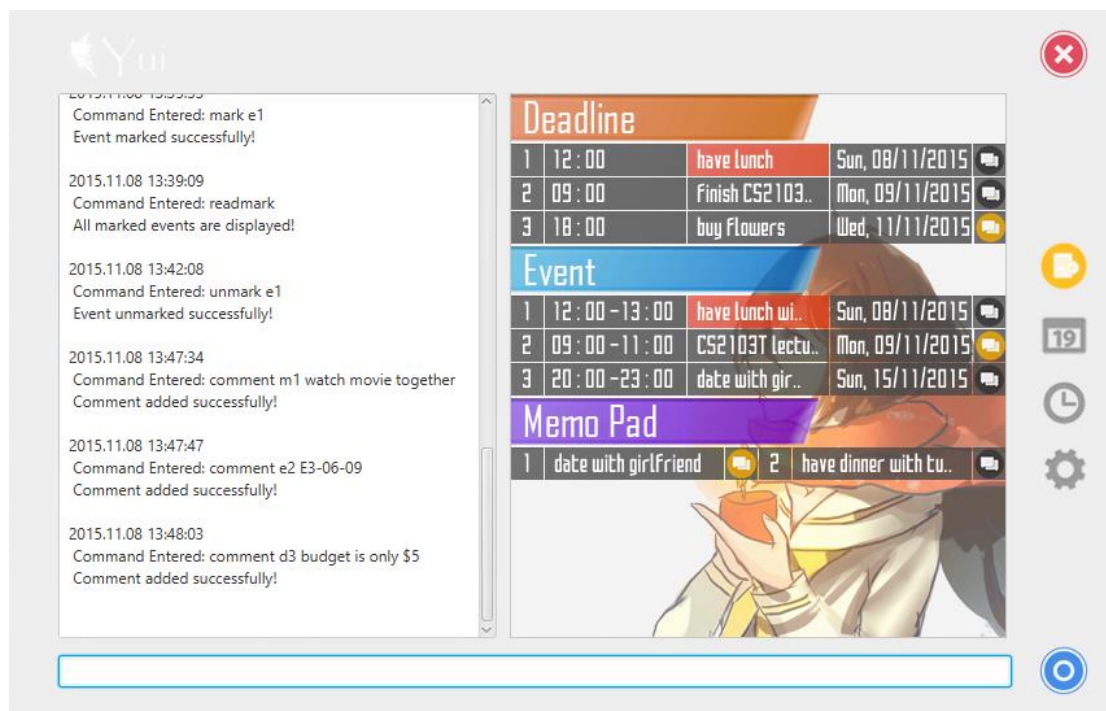 Yui
2015.11.08 13:39:35
Command Entered: mark e1
Event marked successfully!
2015.11.08 13:39:09
Command Entered: readmark
All marked events are displayed!
2015.11.08 13:42:08
Command Entered: unmark e1
Event unmarked successfully!
2015.11.08 13:47:34
Command Entered: comment m1 watch movie together
Comment added successfully!
2015.11.08 13:47:47
Command Entered: comment e2 E3-06-09
Comment added successfully!
2015.11.08 13:48:03
Command Entered: comment d3 budget is only $5
Comment added successfully!
Deadline
1 12:00 have lunch Sun, 08/11/2015
2 09:00 Finish CS2103.. Mon, 09/11/2015
3 18:00 buy flowers Wed, 11/11/2015
Event
1 12:00-13:00 have lunch wi.. Sun, 08/11/2015
2 09:00-11:00 CS2103T lectu.. Mon, 09/11/2015
3 20:00-23:00 date with gir.. Sun, 15/11/2015
Memo Pad
1 date with girlfriend 2 have dinner with tu..
19